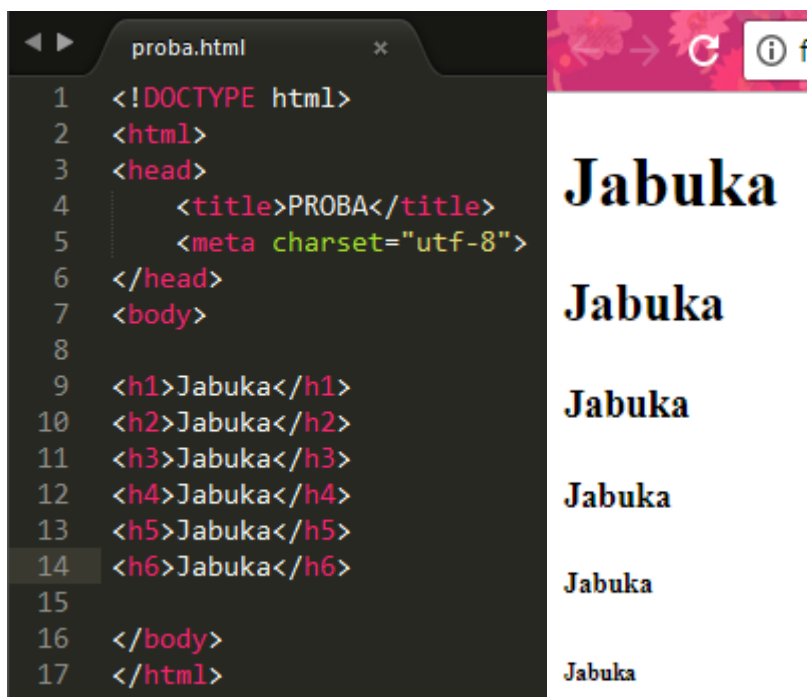 proba.html
1 <!DOCTYPE html>
2 <html>
3 <head>
4     <title>PROBA</title>
5     <meta charset="utf-8">
6 </head>
7 <body>
8
9 <h1>Jabuka</h1>
10 <h2>Jabuka</h2>
11 <h3>Jabuka</h3>
12 <h4>Jabuka</h4>
13 <h5>Jabuka</h5>
14 <h6>Jabuka</h6>
15
16 </body>
17 </html>
f
Jabuka
Jabuka
Jabuka
Jabuka
Jabuka
Jabuka